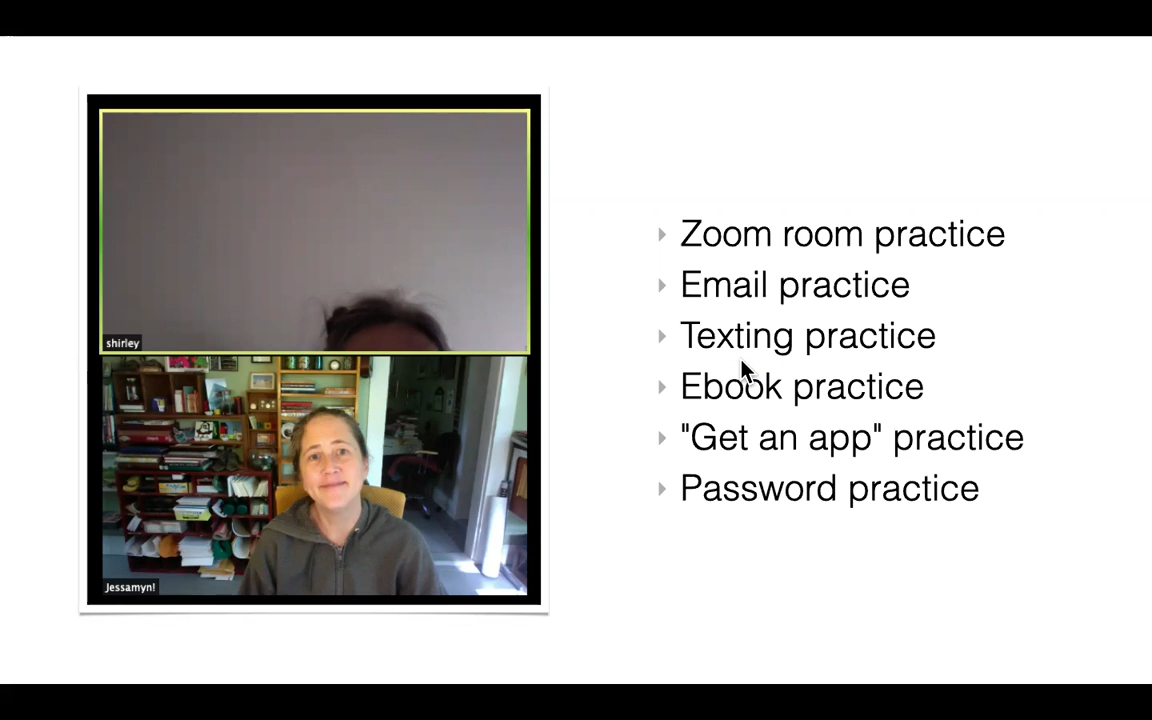 shirley
Jessamyn!
Zoom room practice
Email practice
Texting practice
Ebook practice
"Get an app" practice
Password practice